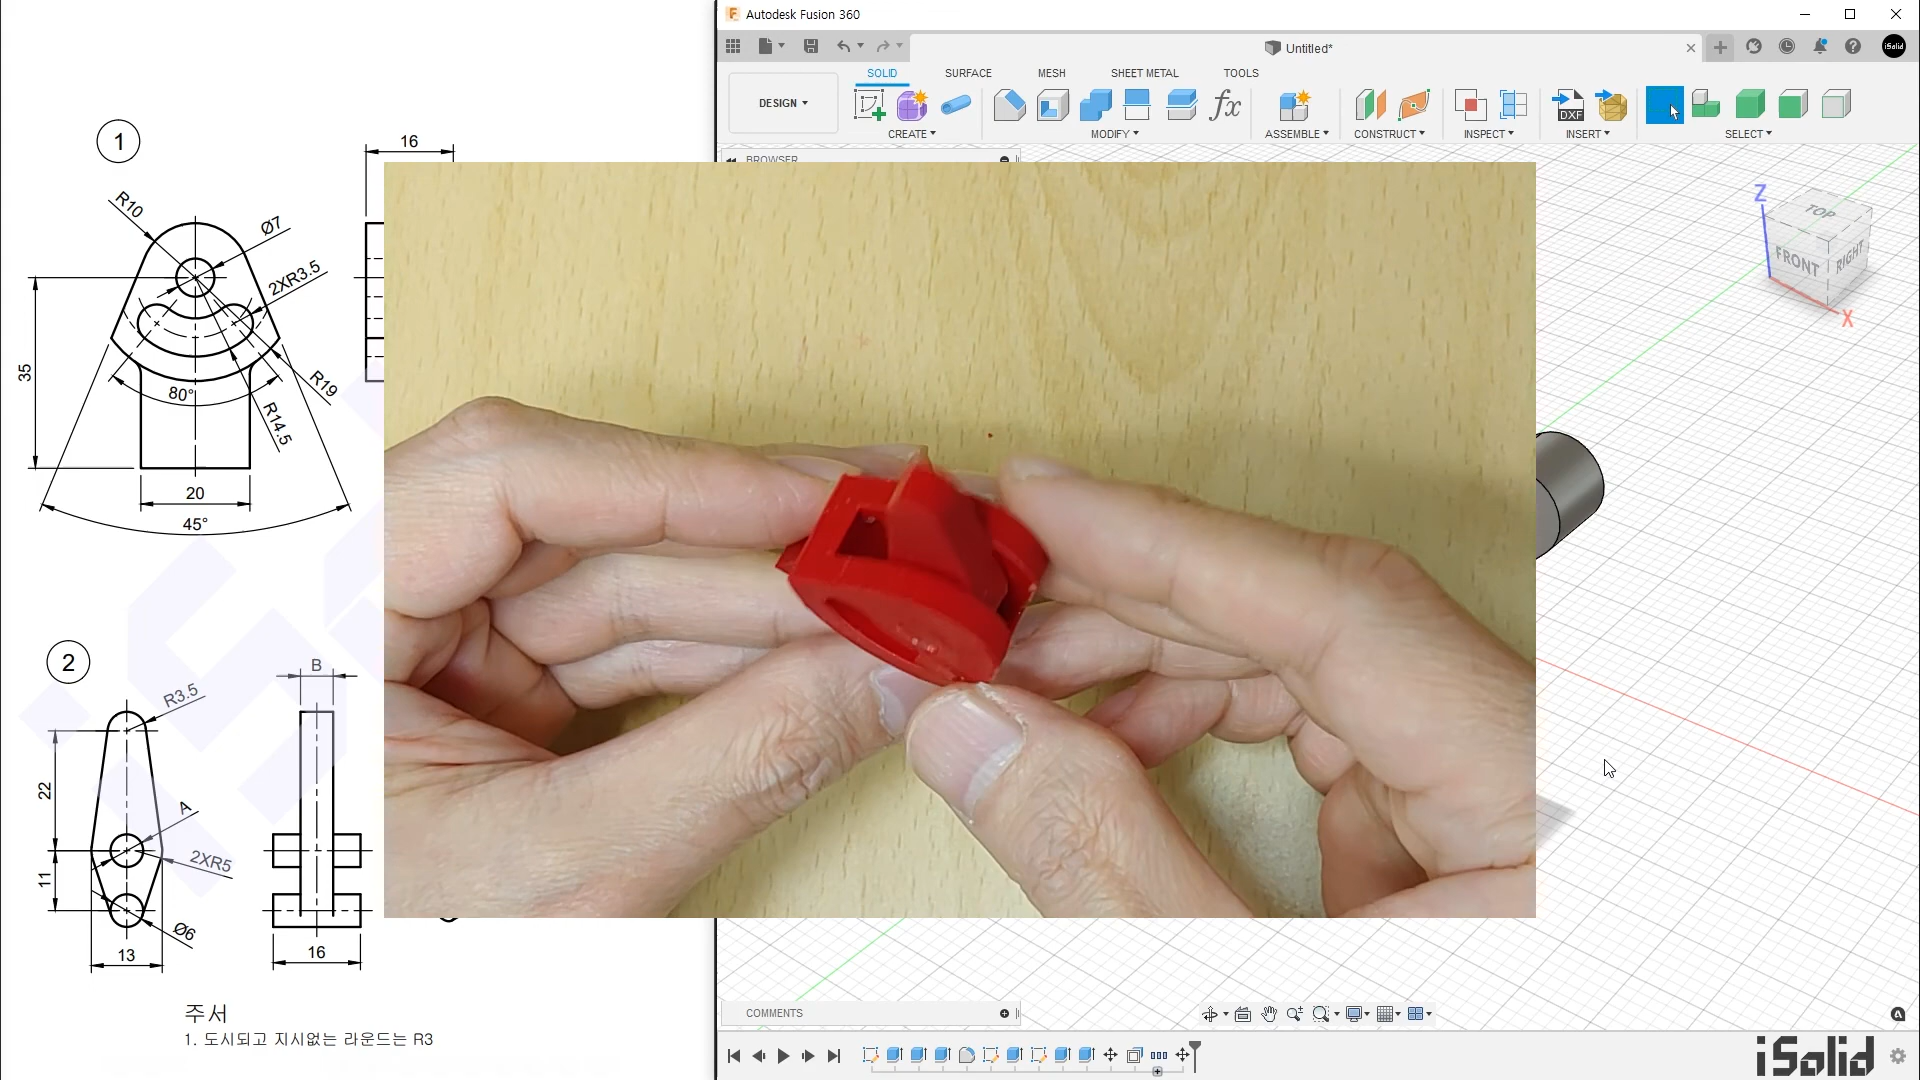 Autodesk Fusion 360
Untitled*
iSolid
DESIGN
SOLID
SURFACE
MESH
SHEET METAL
TOOLS
fx
DXF
CREATE
MODIFY
ASSEMBLE
CONSTRUCT
INSPECT
INSERT
SELECT
BROWSER
Z
TOP
FRONT
RIGHT
X
1
16
R10
Ø7
2XR3.5
35
R19
80°
R14.5
20
45°
2
B
R3.5
22
A
2XR5
11
Ø6
13
16
주서
1. 도시되고 지시없는 라운드는 R3
COMMENTS
iSolid